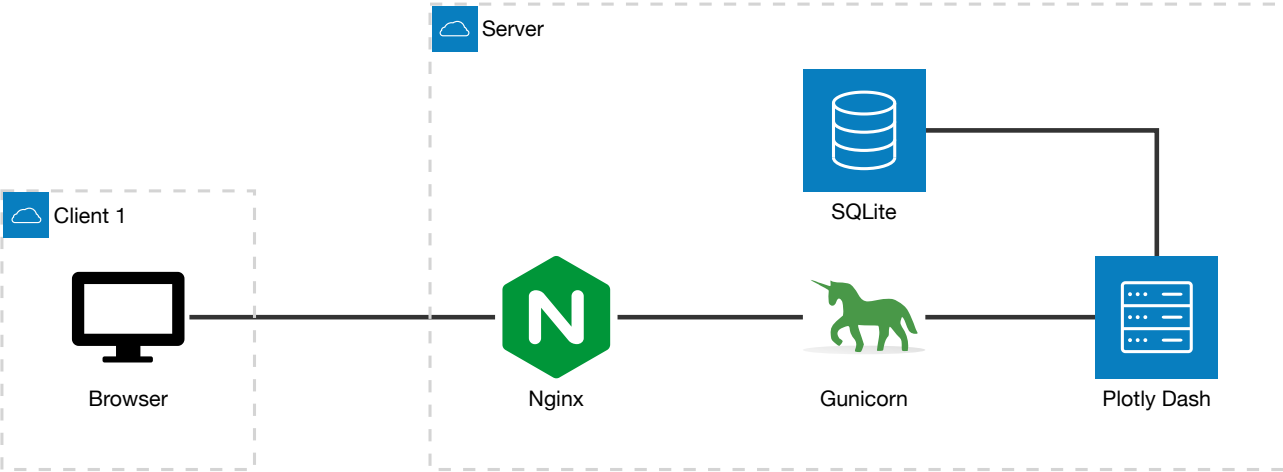 Server
SQLite
Client 1
Browser
Nginx
Gunicorn
Plotly Dash